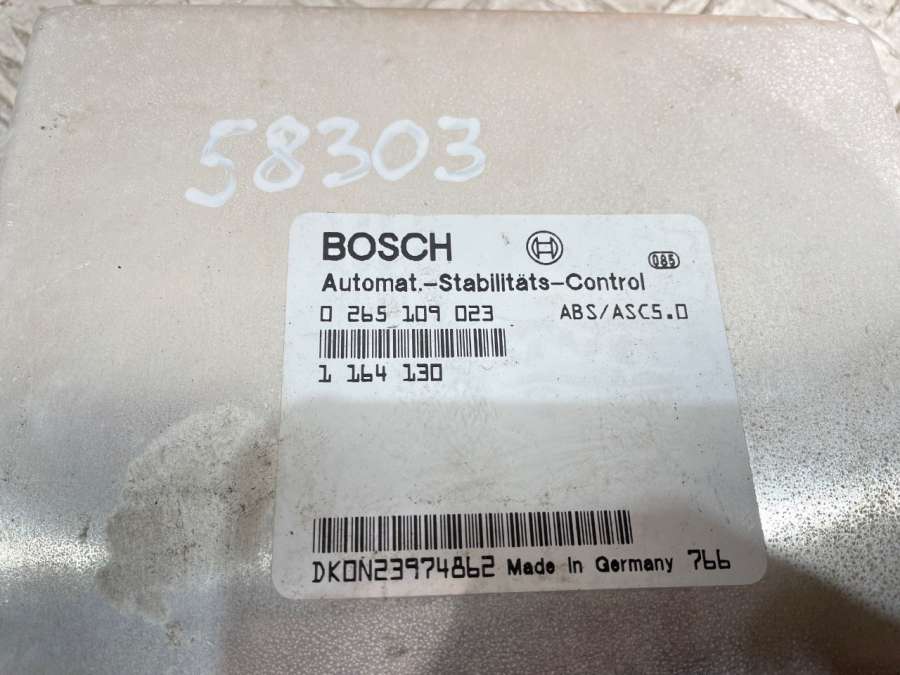 58303
BOSCH
085
Automat.-Stabilitäts-Control
0 265 109 023 ABS/ASC5.0
1 164 130
DKON23974862 Made in Germany 766